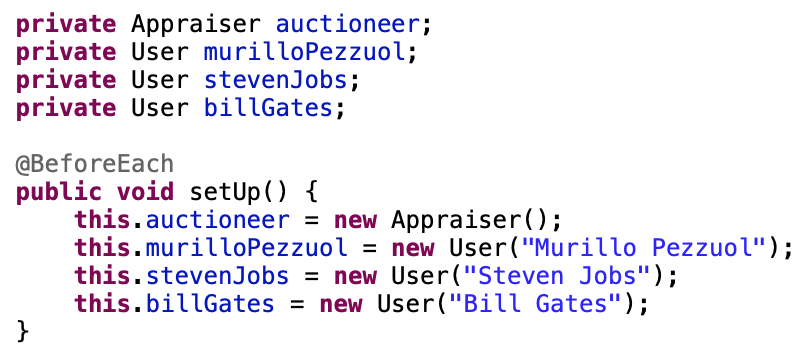 private Appraiser auctioneer;
private User murilloPezzuol;
private User stevenJobs;
private User billGates;

@BeforeEach
public void setUp() {
    this.auctioneer = new Appraiser();
    this.murilloPezzuol = new User("Murillo Pezzuol");
    this.stevenJobs = new User("Steven Jobs");
    this.billGates = new User("Bill Gates");
}